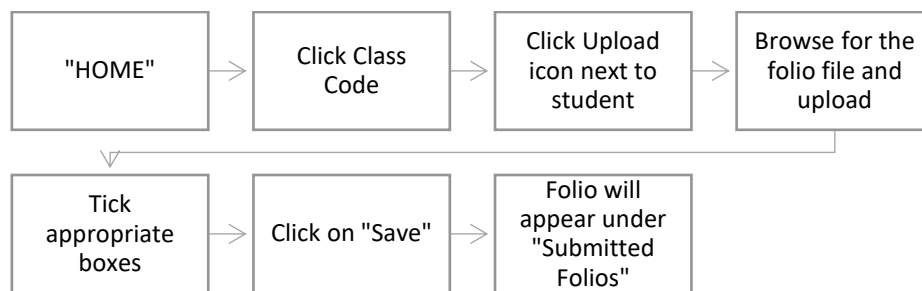 "HOME"
Click Class
Code
Click Upload
icon next to
student
Browse for the
folio file and
upload
Tick
appropriate
boxes
Click on "Save"
Folio will
appear under
"Submitted
Folios"